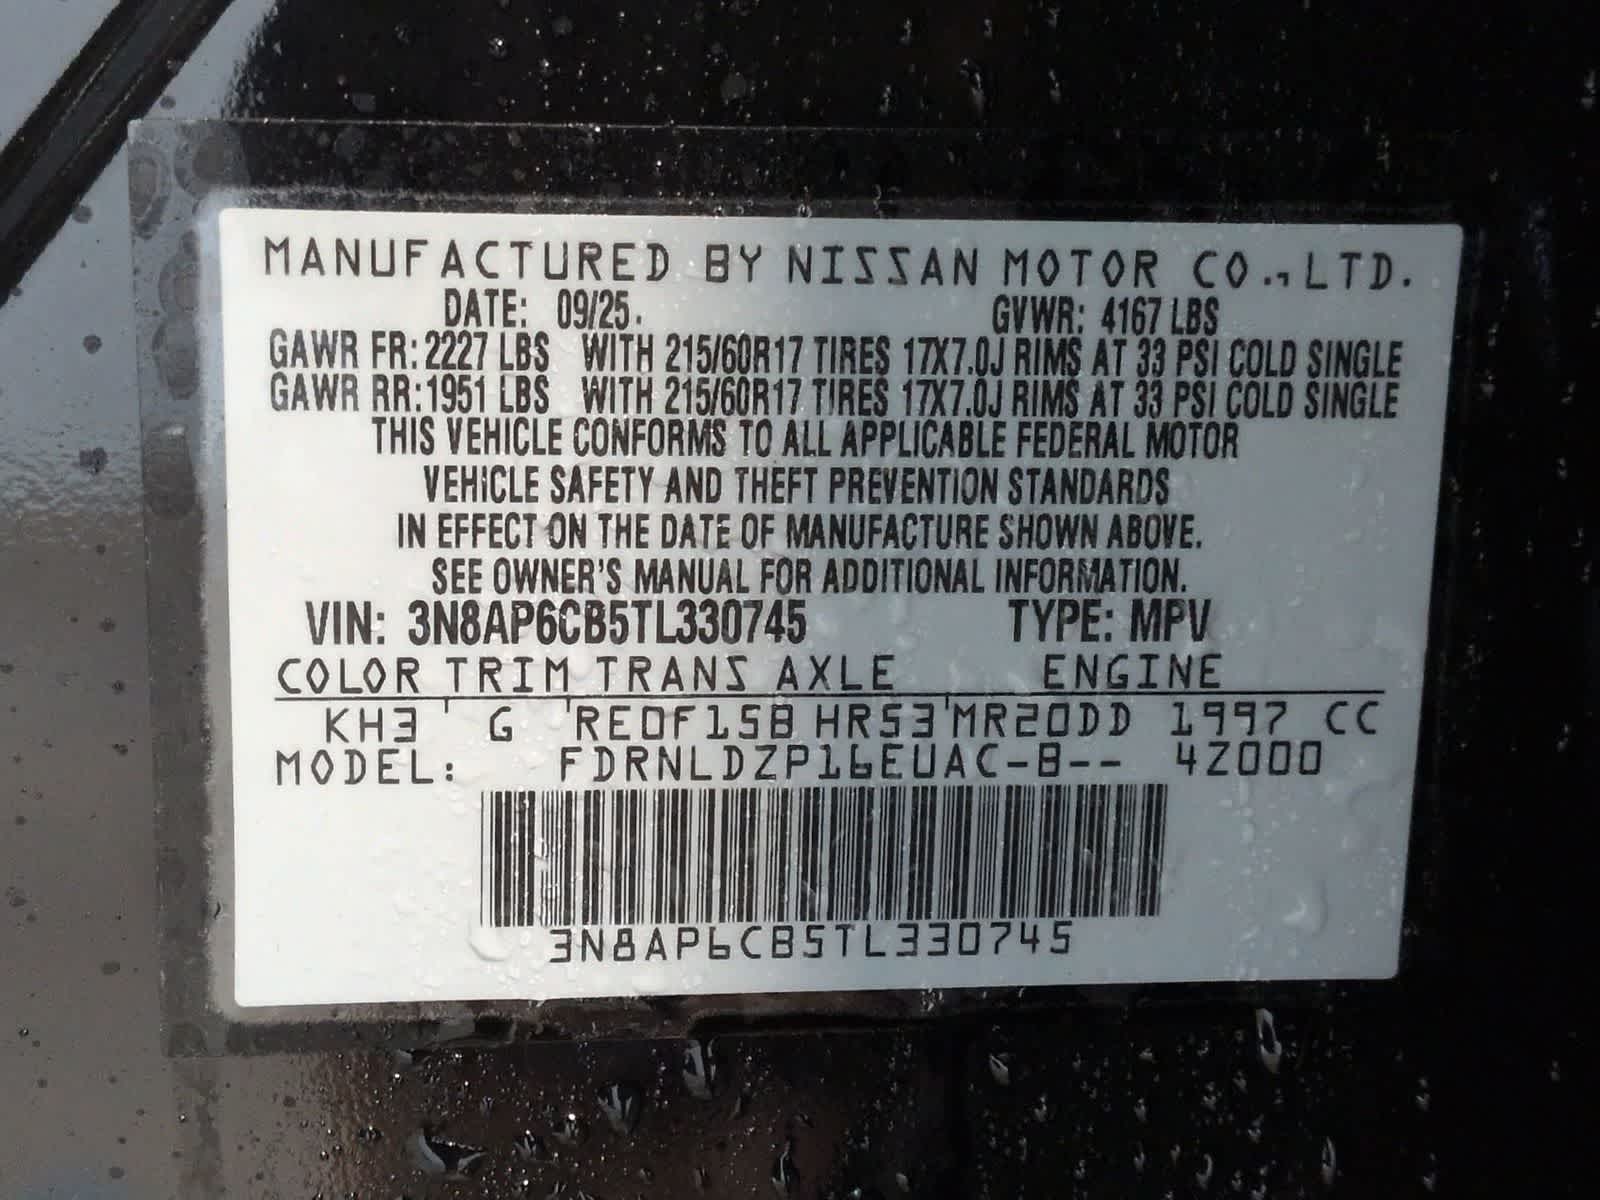 MANUFACTURED BY NISSAN MOTOR CO., LTD.
DATE: 09/25. GVWR: 4167 LBS
GAWR FR: 2227 LBS WITH 215/60R17 TIRES 17X7.0J RIMS AT 33 PSI COLD SINGLE
GAWR RR: 1951 LBS WITH 215/60R17 TIRES 17X7.0J RIMS AT 33 PSI COLD SINGLE
THIS VEHICLE CONFORMS TO ALL APPLICABLE FEDERAL MOTOR
VEHICLE SAFETY AND THEFT PREVENTION STANDARDS
IN EFFECT ON THE DATE OF MANUFACTURE SHOWN ABOVE.
SEE OWNER'S MANUAL FOR ADDITIONAL INFORMATION.
VIN: 3N8AP6CB5TL330745 TYPE: MPV
COLOR TRIM TRANS AXLE ENGINE
KH3 G RE0F15B HR53 MR20DD 1997 CC
MODEL: FDRNLDZP16EUAC-B-- 4Z000
3N8AP6CB5TL330745